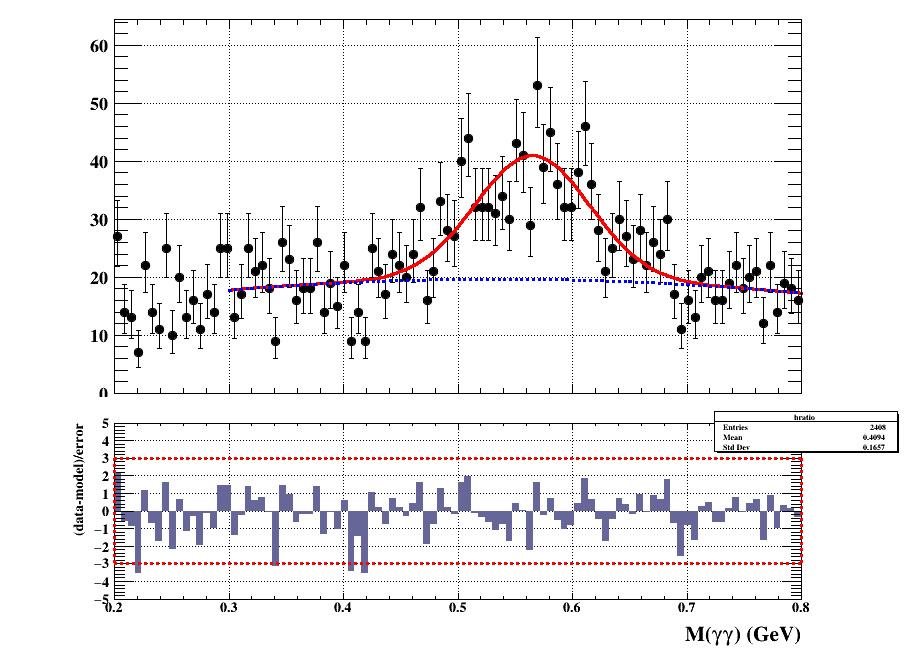 60
50
40
30
20
10
0
hratio
Entries 2408
Mean 0.4094
Std Dev 0.1657
(data-model)/error
5
4
3
2
1
0
−1
−2
−3
−4
−5
0.2 0.3 0.4 0.5 0.6 0.7 0.8
M(γγ) (GeV)